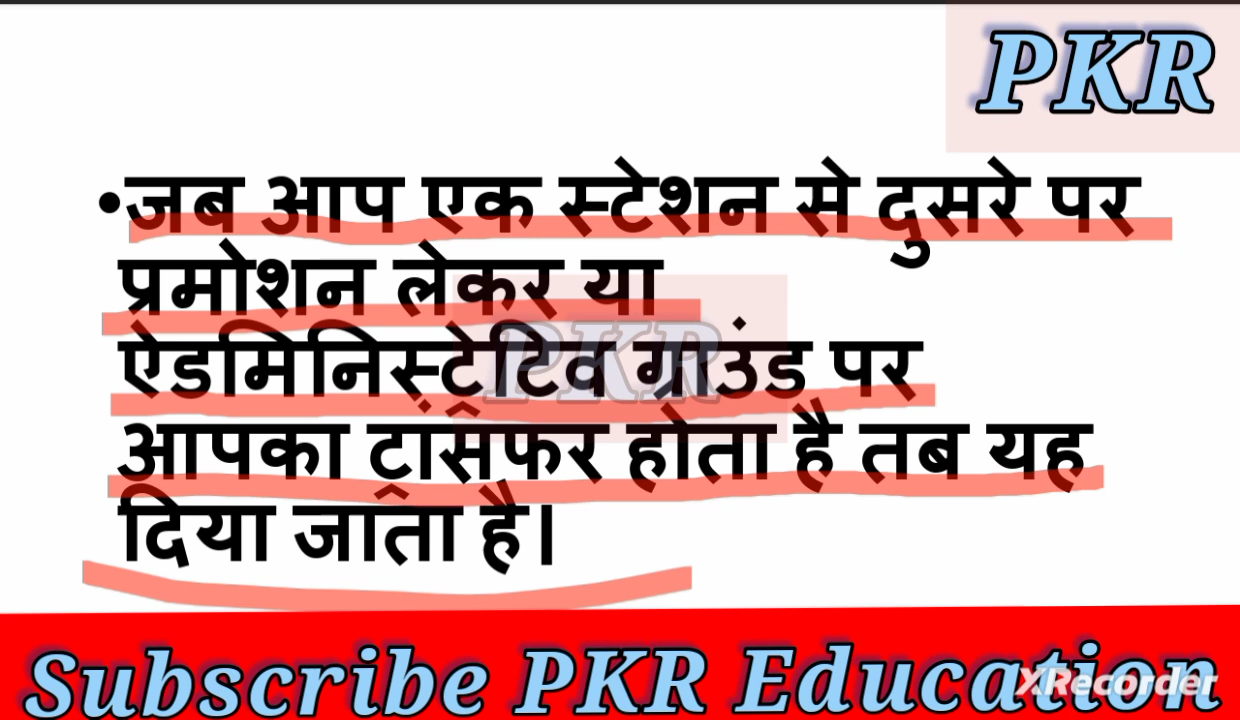 PKR
•जब आप एक स्टेशन से दुसरे पर
प्रमोशन लेकर या
PKR
ऐडमिनिस्ट्रेटिव ग्राउंड पर
आपका ट्रांसफर होता है तब यह
दिया जाता है।
Subscribe PKR Education
XRecorder